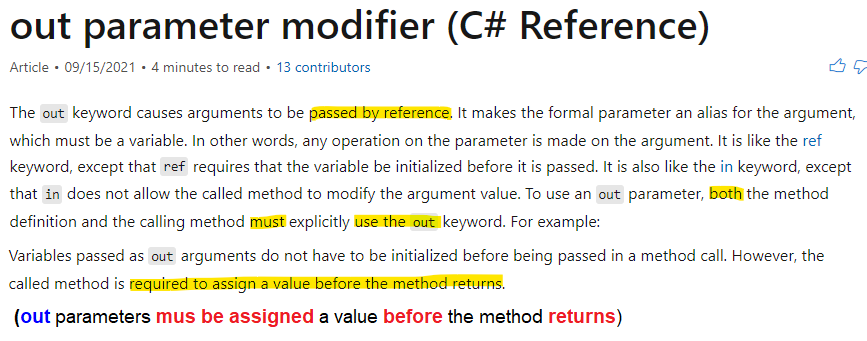 out parameter modifier (C# Reference)
Article • 09/15/2021 • 4 minutes to read • 13 contributors
The out keyword causes arguments to be passed by reference. It makes the formal parameter an alias for the argument,
which must be a variable. In other words, any operation on the parameter is made on the argument. It is like the ref
keyword, except that ref requires that the variable be initialized before it is passed. It is also like the in keyword, except
that in does not allow the called method to modify the argument value. To use an out parameter, both the method
definition and the calling method must explicitly use the out keyword. For example:
Variables passed as out arguments do not have to be initialized before being passed in a method call. However, the
called method is required to assign a value before the method returns.
(out parameters mus be assigned a value before the method returns)